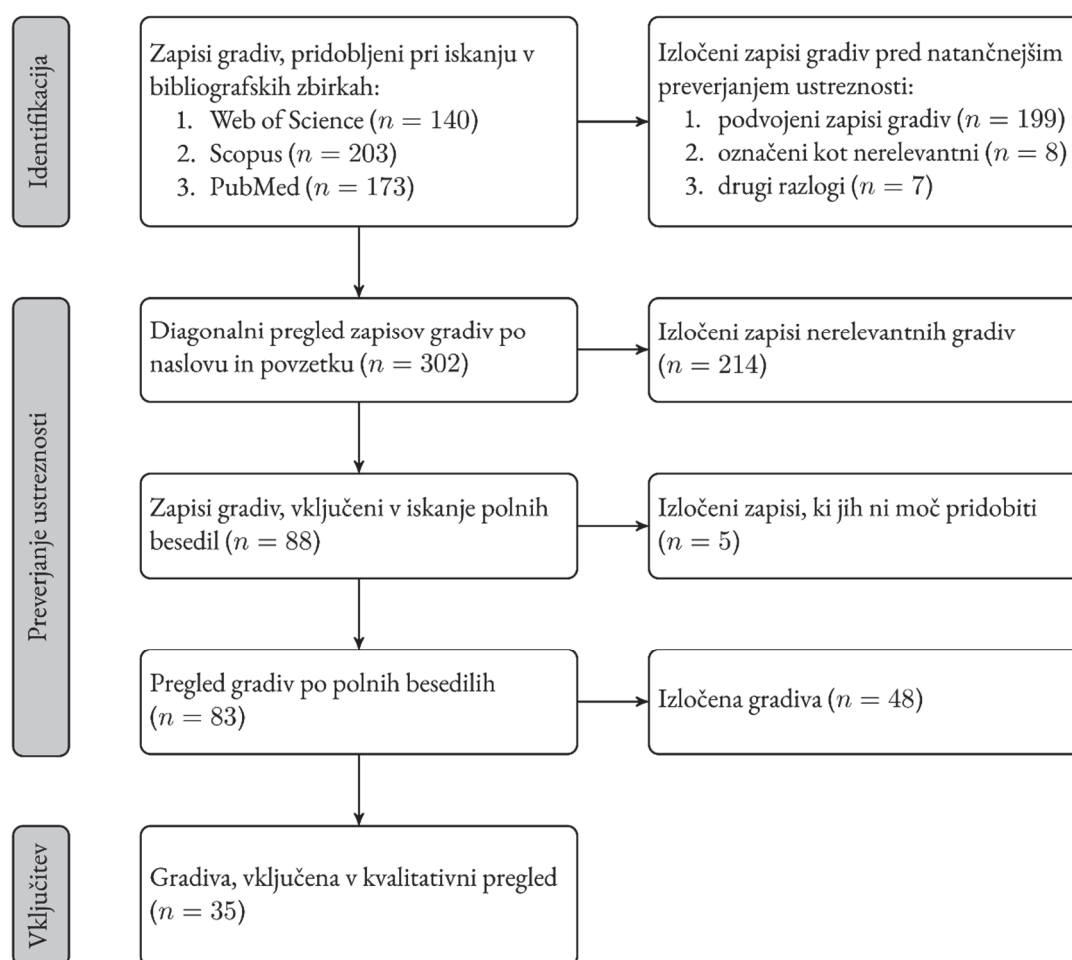 Identifikacija
Zapisi gradiv, pridobljeni pri iskanju v
bibliografskih zbirkah:
1. Web of Science (n = 140)
2. Scopus (n = 203)
3. PubMed (n = 173)
Izločeni zapisi gradiv pred natančnejšim
preverjanjem ustreznosti:
1. podvojeni zapisi gradiv (n = 199)
2. označeni kot nerelevantni (n = 8)
3. drugi razlogi (n = 7)
Preverjanje ustreznosti
Diagonalni pregled zapisov gradiv po
naslovu in povzetku (n = 302)
Izločeni zapisi nerelevantnih gradiv
(n = 214)
Zapisi gradiv, vključeni v iskanje polnih
besedil (n = 88)
Izločeni zapisi, ki jih ni moč pridobiti
(n = 5)
Pregled gradiv po polnih besedilih
(n = 83)
Izločena gradiva (n = 48)
Vključitev
Gradiva, vključena v kvalitativni pregled
(n = 35)